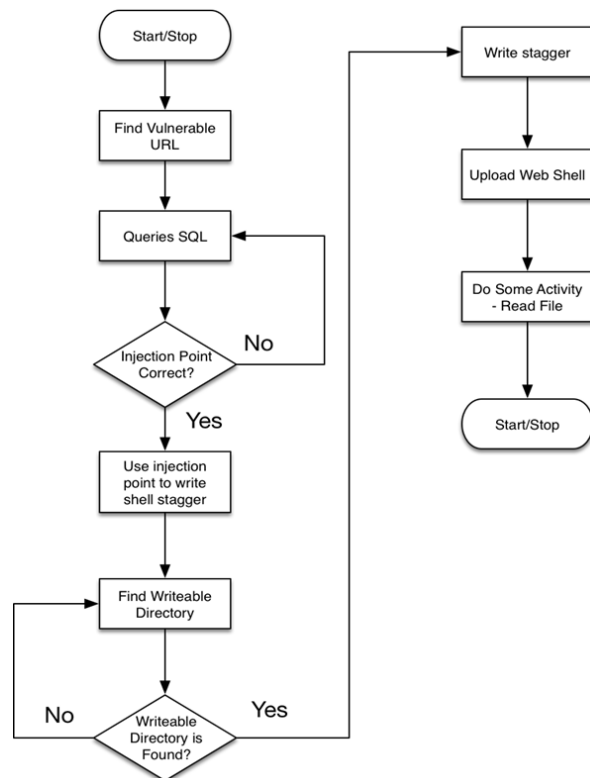 Start/Stop
Find Vulnerable
URL
Queries SQL
Injection Point
Correct?
No
Yes
Use injection
point to write
shell stagger
Find Writeable
Directory
Writeable
Directory is
Found?
No
Yes
Write stagger
Upload Web Shell
Do Some Activity
- Read File
Start/Stop